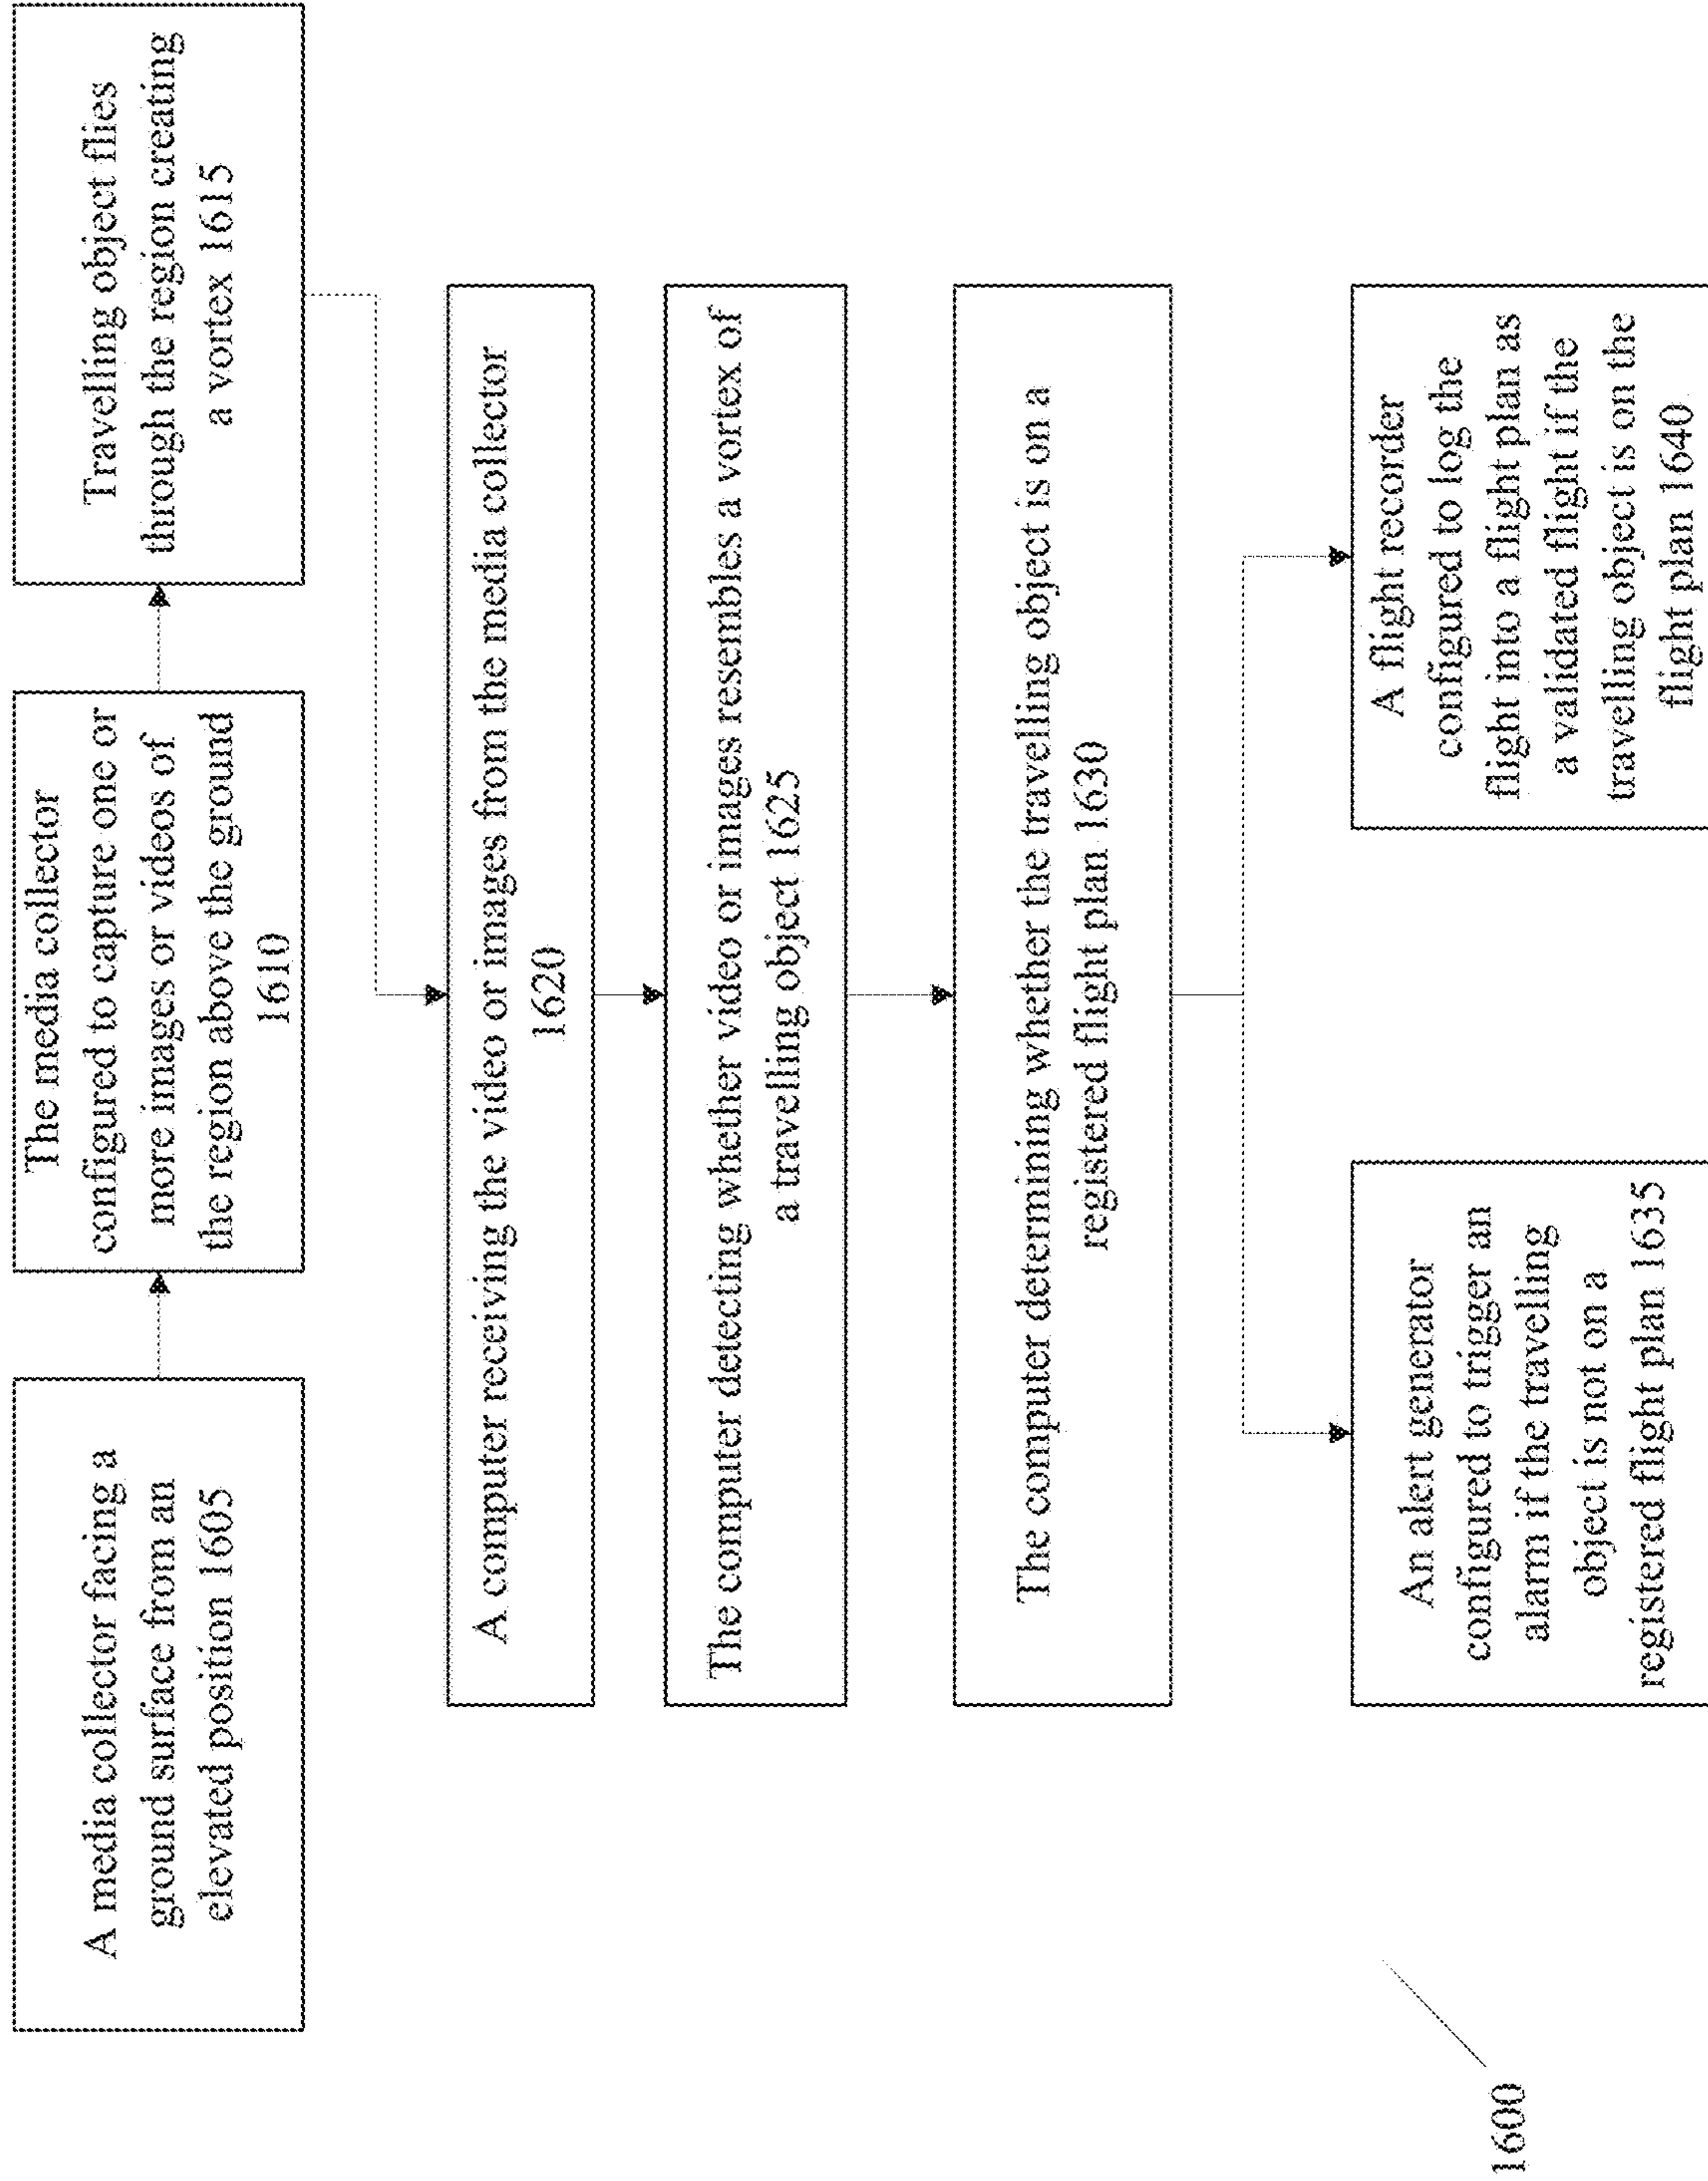 A media collector facing a
ground surface from an
elevated position 1605
The media collector
configured to capture one or
more images or videos of
the region above the ground
1610
Travelling object flies
through the region creating
a vortex 1615
A computer receiving the video or images from the media collector
1620
The computer detecting whether video or images resembles a vortex of
a travelling object 1625
The computer determining whether the travelling object is on a
registered flight plan 1630
An alert generator
configured to trigger an
alarm if the travelling
object is not on a
registered flight plan 1635
A flight recorder
configured to log the
flight into a flight plan as
a validated flight if the
travelling object is on the
flight plan 1640
1600